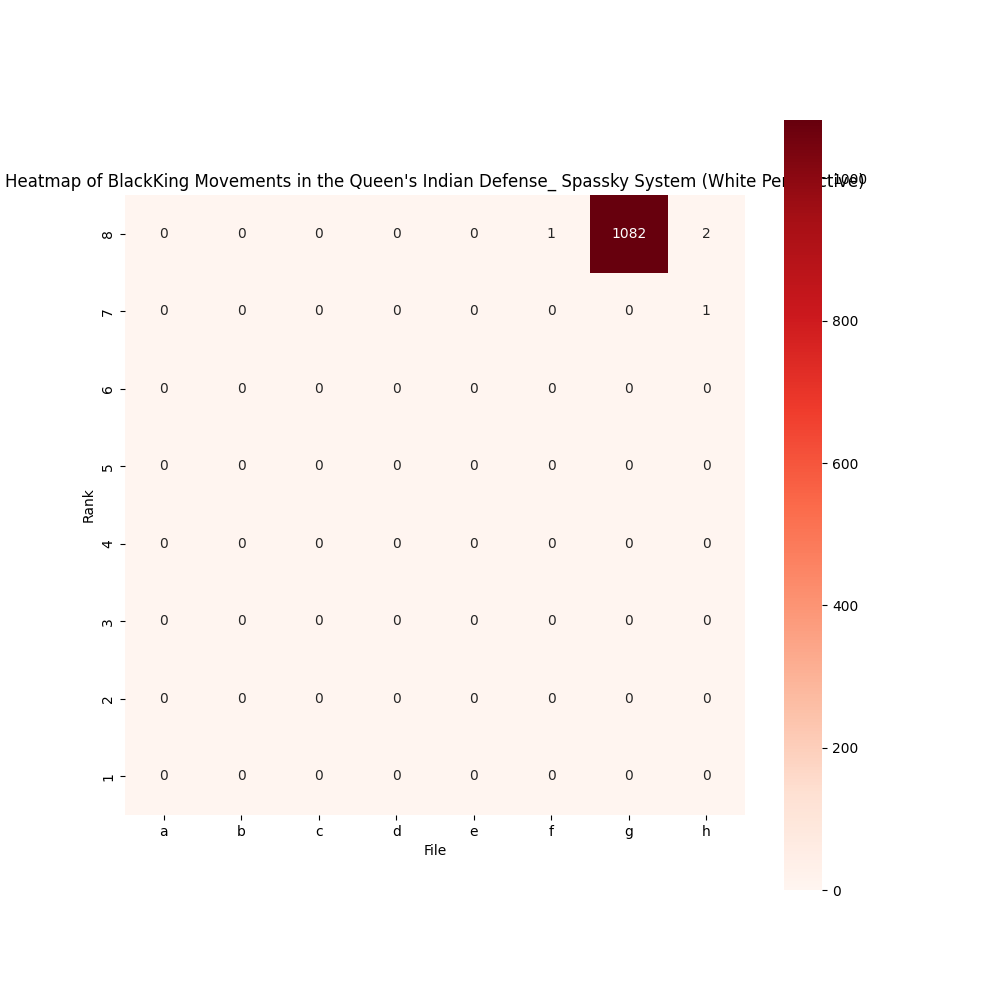 Heatmap of BlackKing Movements in the Queen's Indian Defense_ Spassky System (White
1000
8 0 0 0 0 0 1 1082 2
7 0 0 0 0 0 0 0 1
800
6 0 0 0 0 0 0 0 0
5 0 0 0 0 0 0 0 0
600
Rank
4 0 0 0 0 0 0 0 0
400
3 0 0 0 0 0 0 0 0
2 0 0 0 0 0 0 0 0
200
1 0 0 0 0 0 0 0 0
a b c d e f g h
File
0